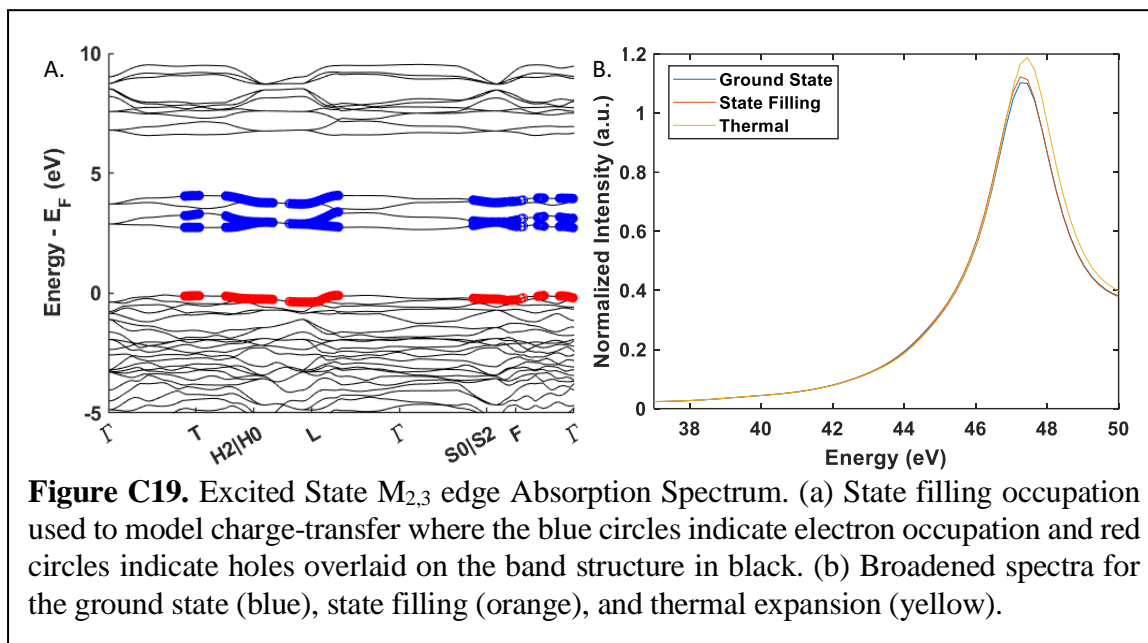 A.
10
5
0
-5
Energy - E_F (eV)
Γ
T
H2|H0
L
Γ
S0|S2
F
Γ
B.
1.2
1
0.8
0.6
0.4
0.2
0
Normalized Intensity (a.u.)
Ground State
State Filling
Thermal
38
40
42
44
46
48
50
Energy (eV)
Figure C19. Excited State M₂,₃ edge Absorption Spectrum. (a) State filling occupation
used to model charge-transfer where the blue circles indicate electron occupation and red
circles indicate holes overlaid on the band structure in black. (b) Broadened spectra for
the ground state (blue), state filling (orange), and thermal expansion (yellow).